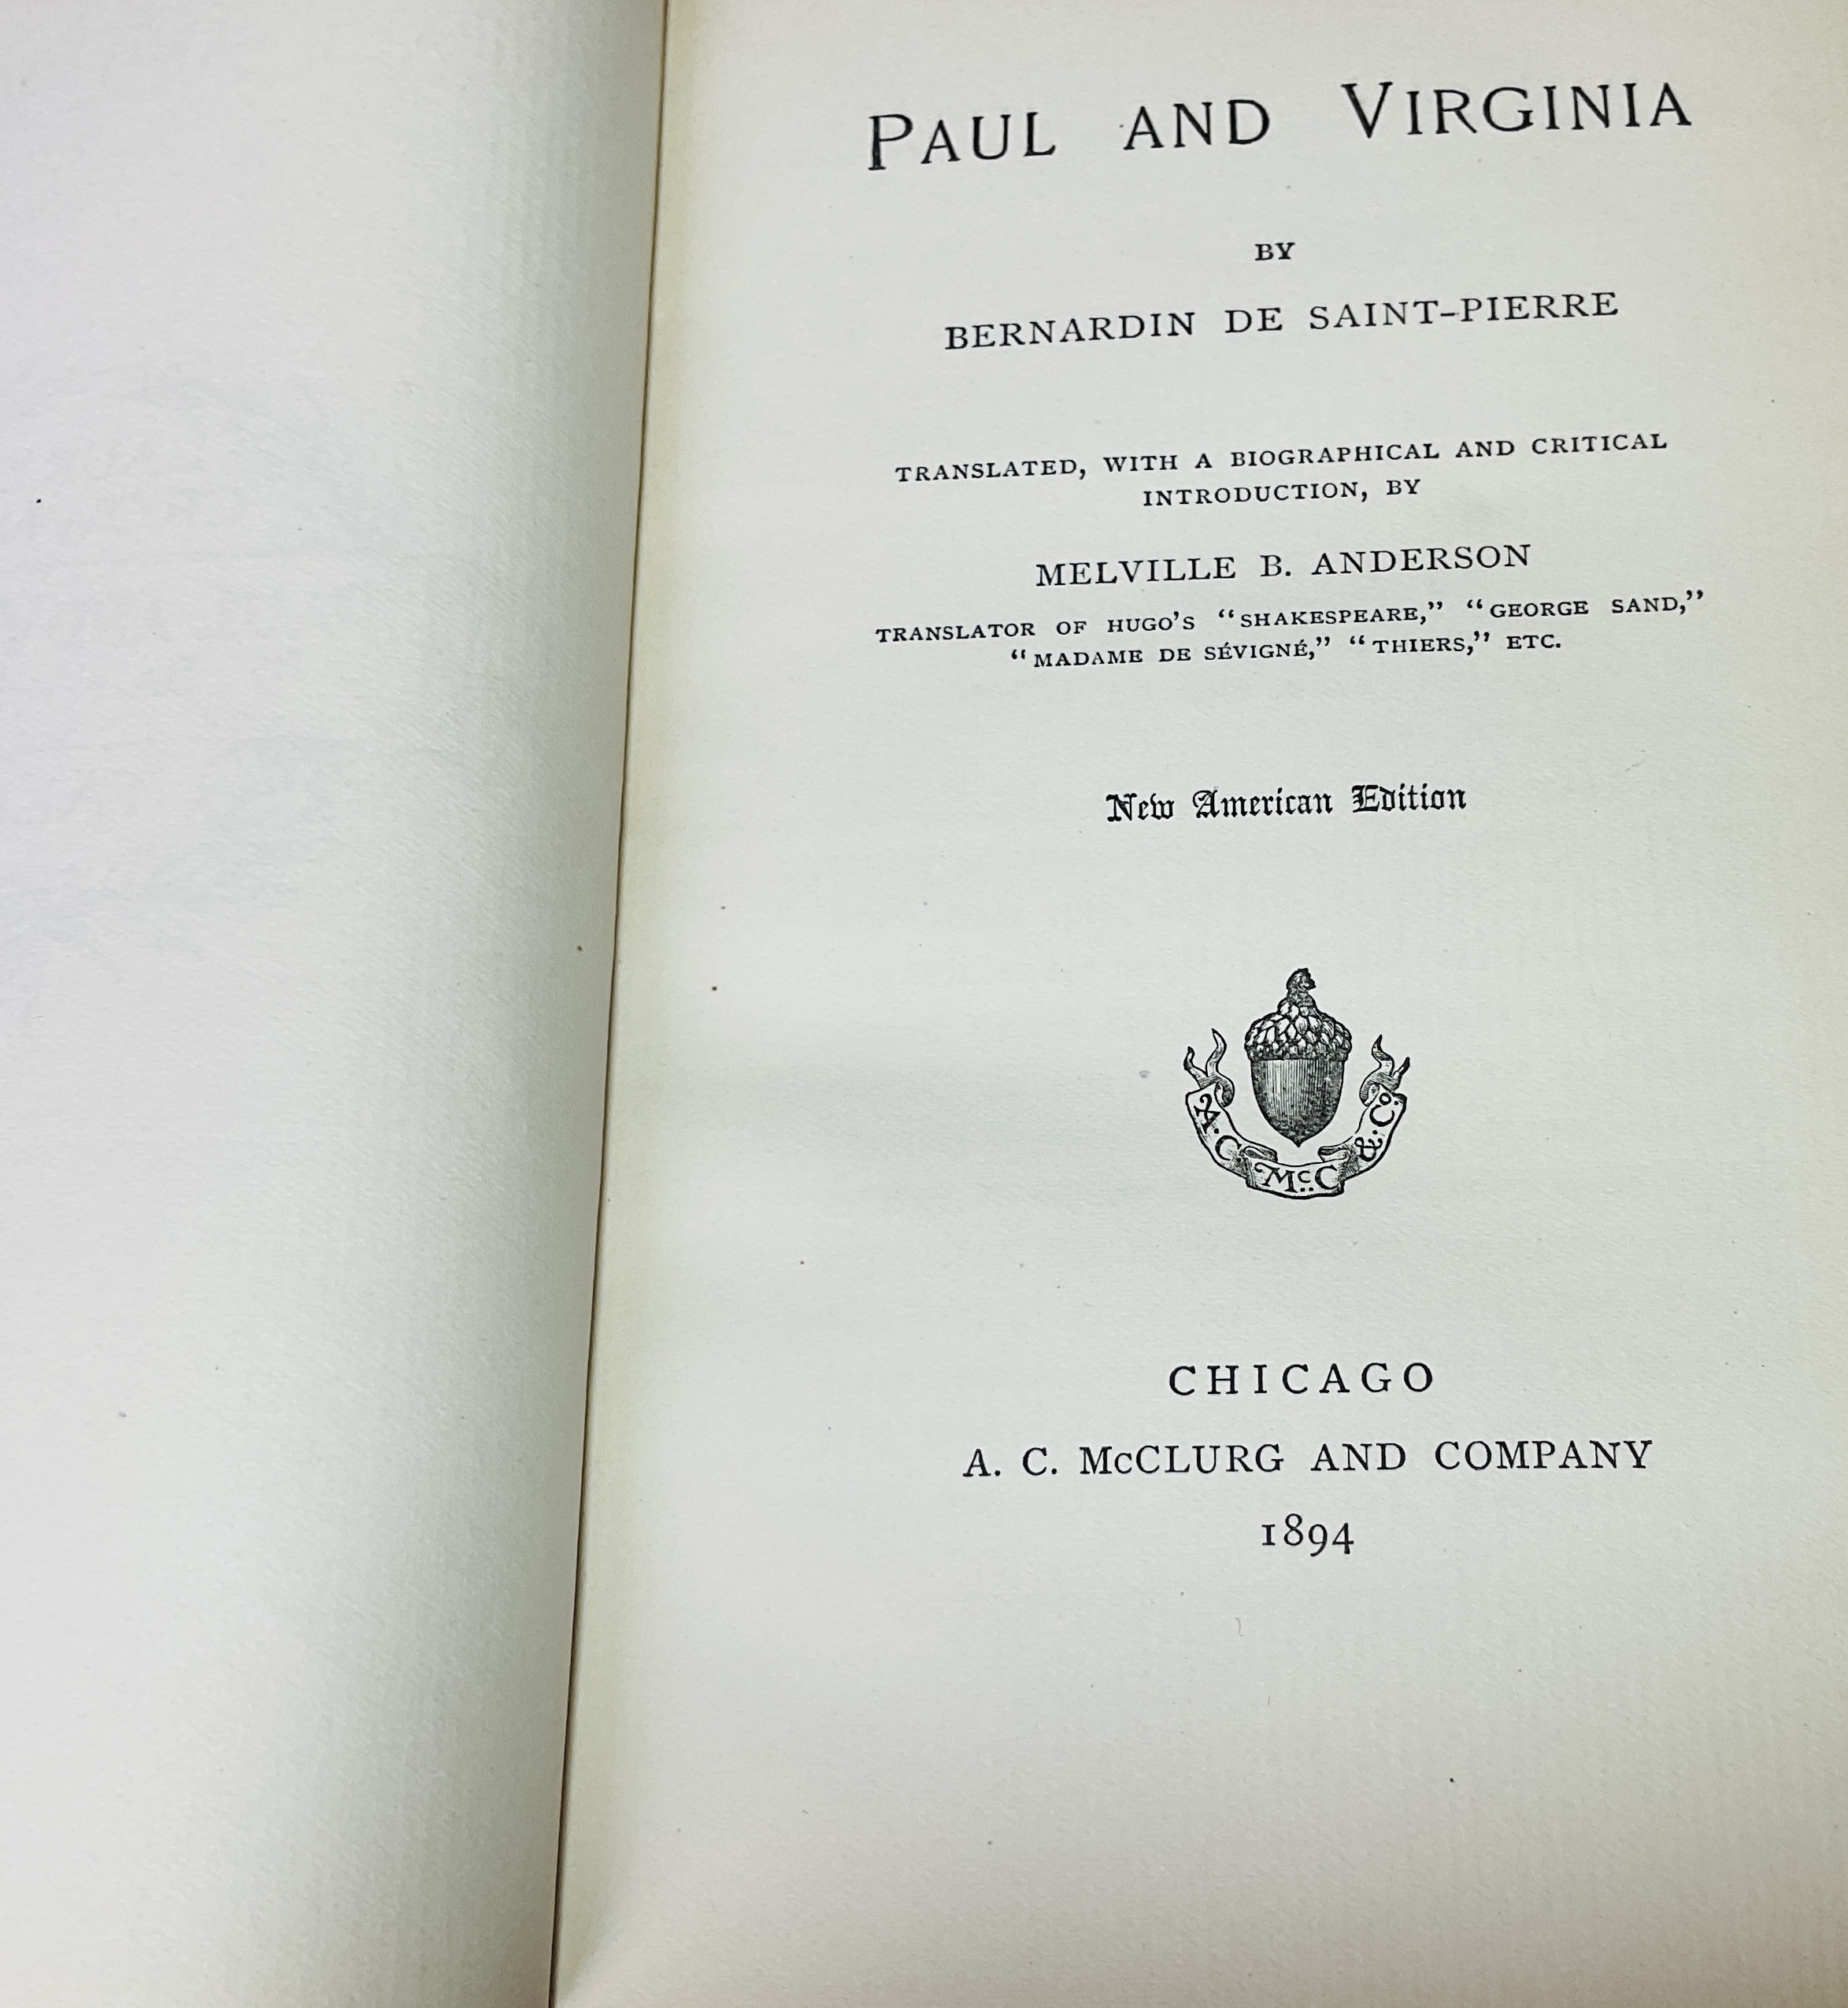 PAUL AND VIRGINIA
BY
BERNARDIN DE SAINT-PIERRE
TRANSLATED, WITH A BIOGRAPHICAL AND CRITICAL
INTRODUCTION, BY
MELVILLE B. ANDERSON
TRANSLATOR OF HUGO’S “SHAKESPEARE,” “GEORGE SAND,”
“MADAME DE SÉVIGNÉ,” “THIERS,” ETC.
New American Edition
A. C. McC & Co.
CHICAGO
A. C. McCLURG AND COMPANY
1894